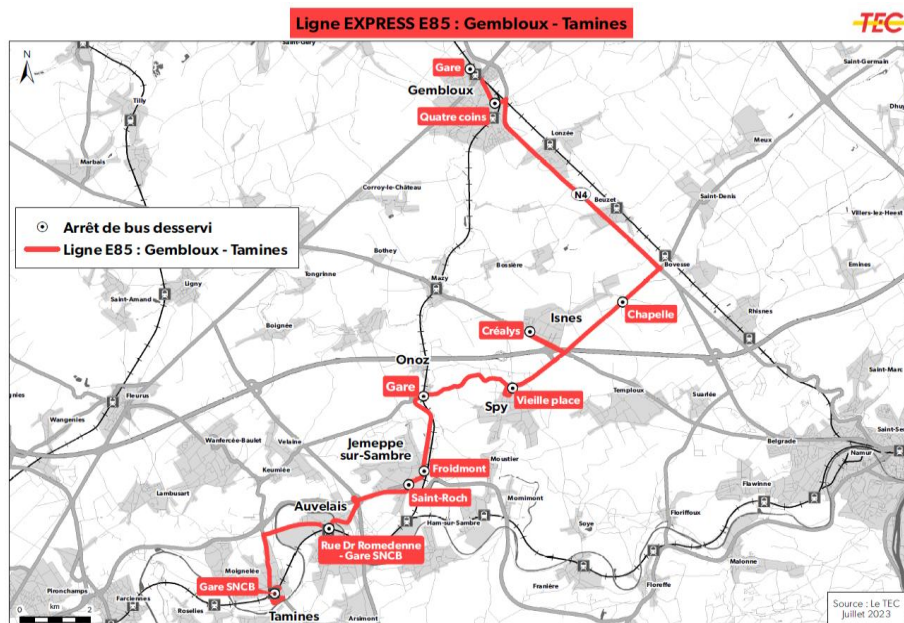 Ligne EXPRESS E85 : Gembloux - Tamines
TEC
N
Saint-Germain
Gare
Gembloux
Tilly
Quatre coins
Lonzée
Meux
Marbais
Corroy-le-Château
N4
Beuzet
Saint-Denis
Villers-lez-Heest
Arrêt de bus desservi
Ligne E85 : Gembloux - Tamines
Bothey
Bossière
Bovesse
Emines
Tongrinne
Mazy
Ligny
Saint-Amand
Chapelle
Isnes
Rhisnes
Boignée
Créalys
Onoz
Saint-Marc
Gare
Fleurus
Vieille place
Temploux
Suarlée
Spy
Wangenies
Wanfercée-Baulet
Velaine
Jemeppe
sur-Sambre
Belgrade
Namur
Keumiée
Froidmont
Moustier
Lambusart
Saint-Roch
Flawinne
Auvelais
Mornimont
Floriffoux
Ham-sur-Sambre
Soye
Rue Dr Romedenne
- Gare SNCB
Moignelée
Malonne
Pironchamps
Gare SNCB
Franière
Floreffe
0 2
km
Farciennes
Roselies
Tamines
Arsimont
Source : Le TEC
Juillet 2023